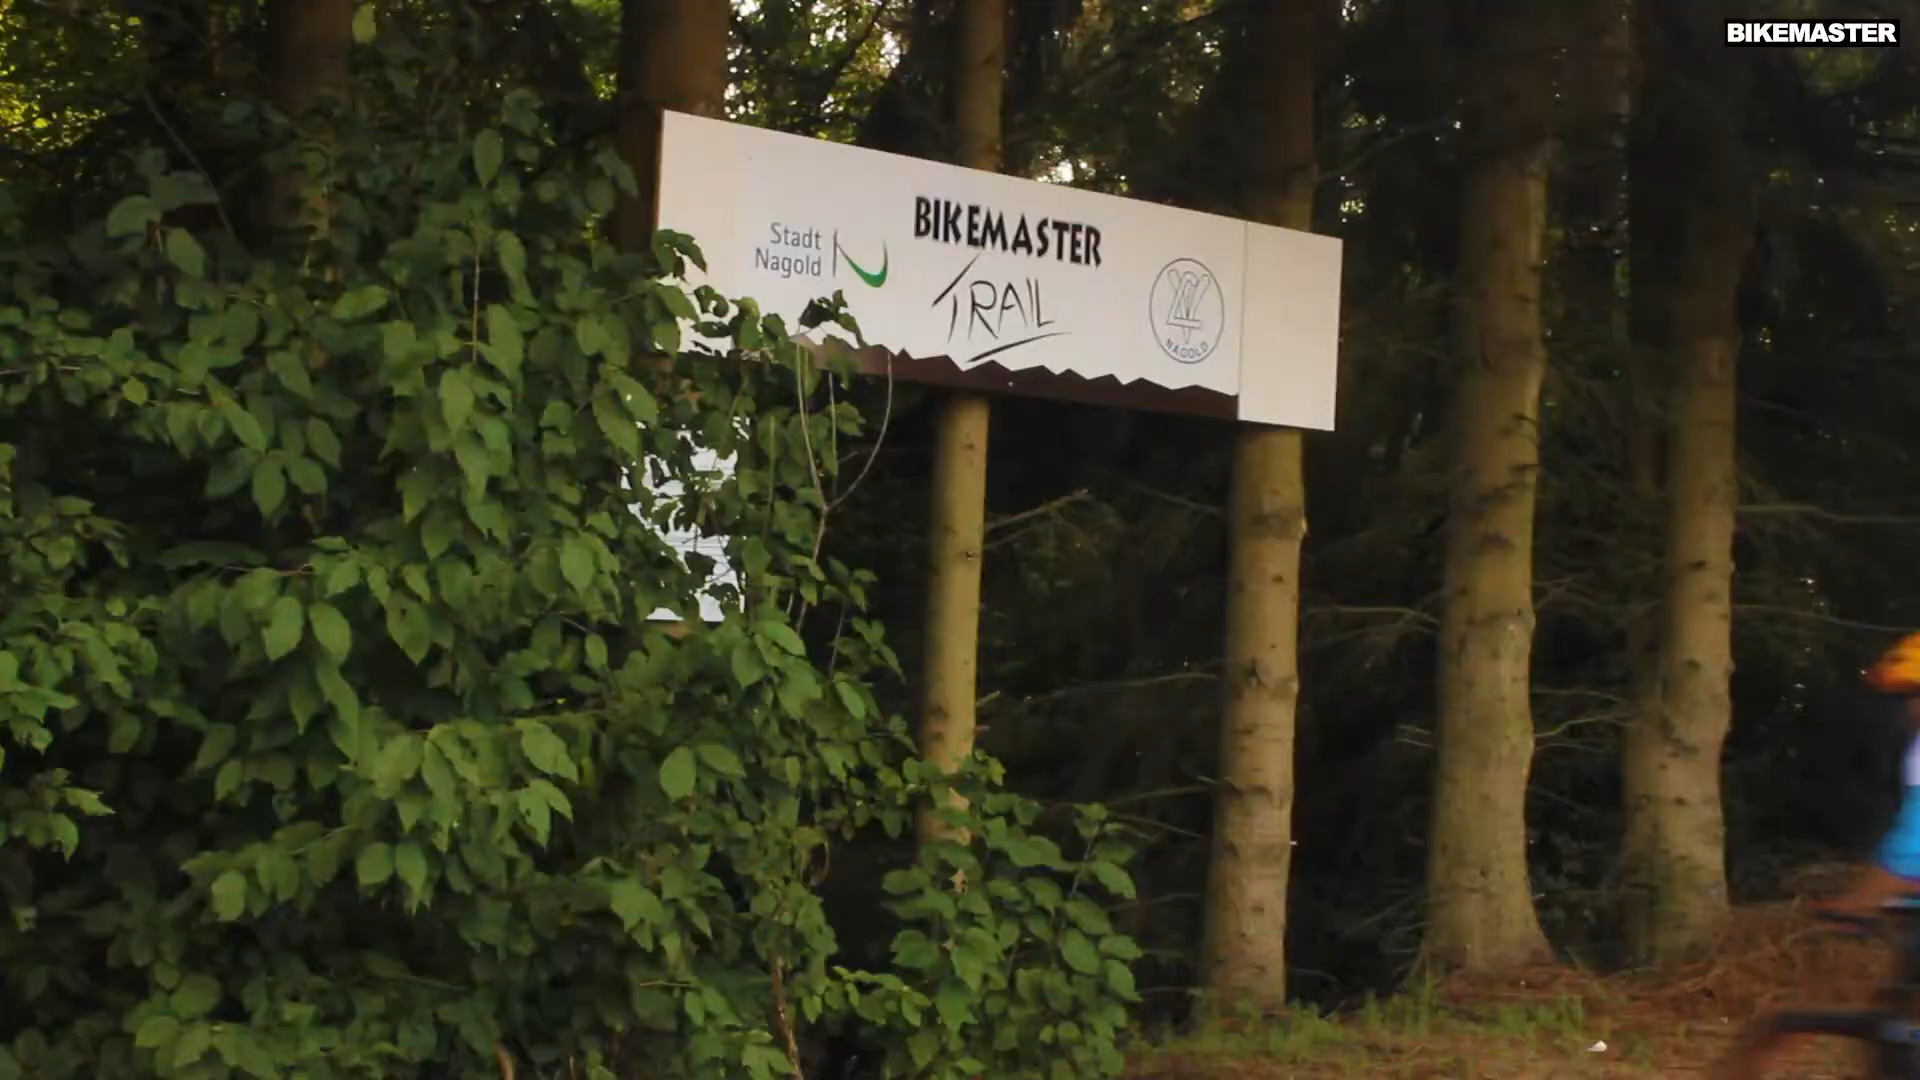 BIKEMASTER
Stadt
Nagold
BIKEMASTER
TRAIL
NAGOLD